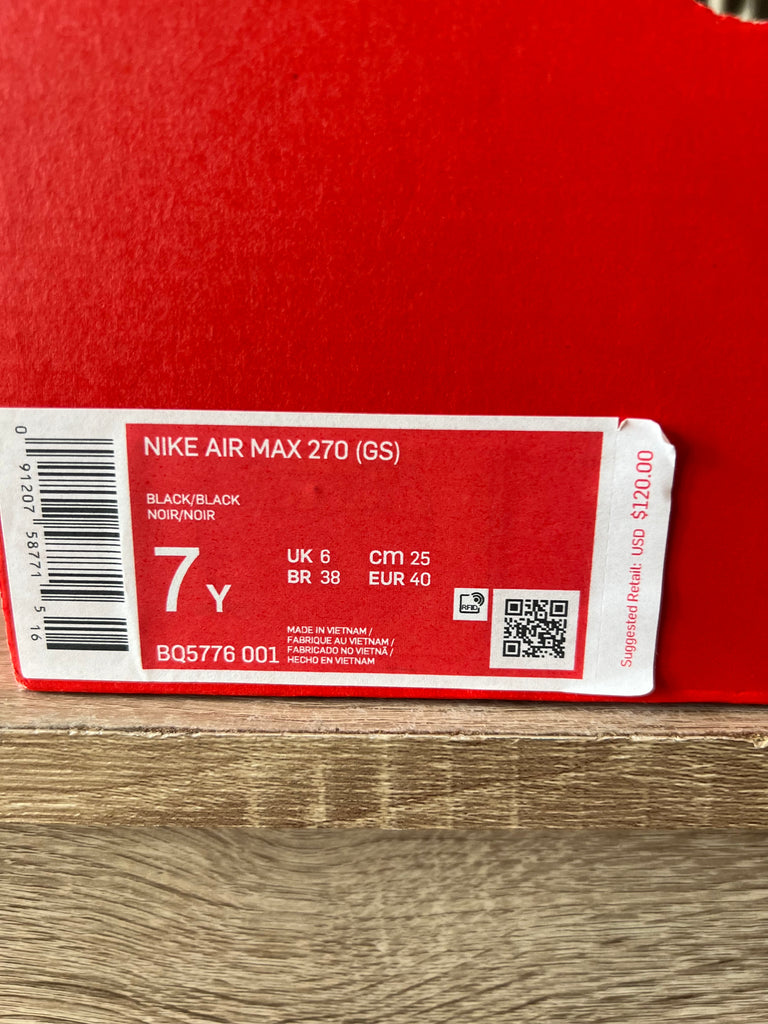 NIKE AIR MAX 270 (GS)
BLACK/BLACK
NOIR/NOIR
7 Y
UK 6 cm 25
BR 38 EUR 40
BQ5776 001
MADE IN VIETNAM /
FABRIQUE AU VIETNAM /
FABRICADO NO VIETNÃ /
HECHO EN VIETNAM
RFID
0 91207 58771 5 16
Suggested Retail: USD $120.00